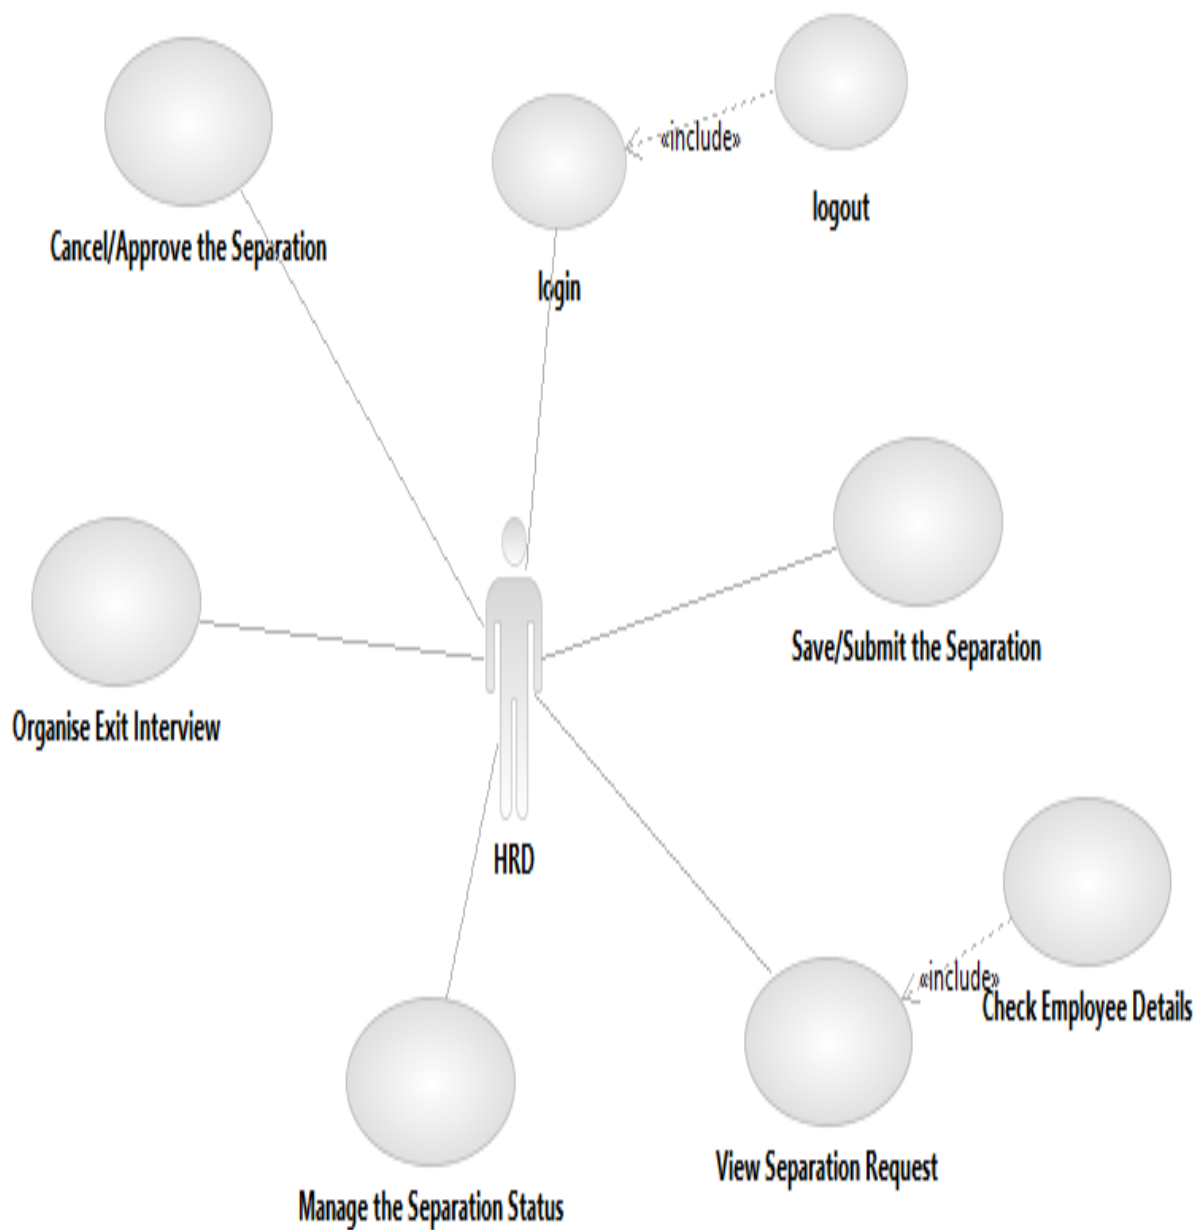 «include»
logout
Cancel/Approve the Separation
login
Save/Submit the Separation
Organise Exit Interview
HRD
«include»
Check Employee Details
View Separation Request
Manage the Separation Status